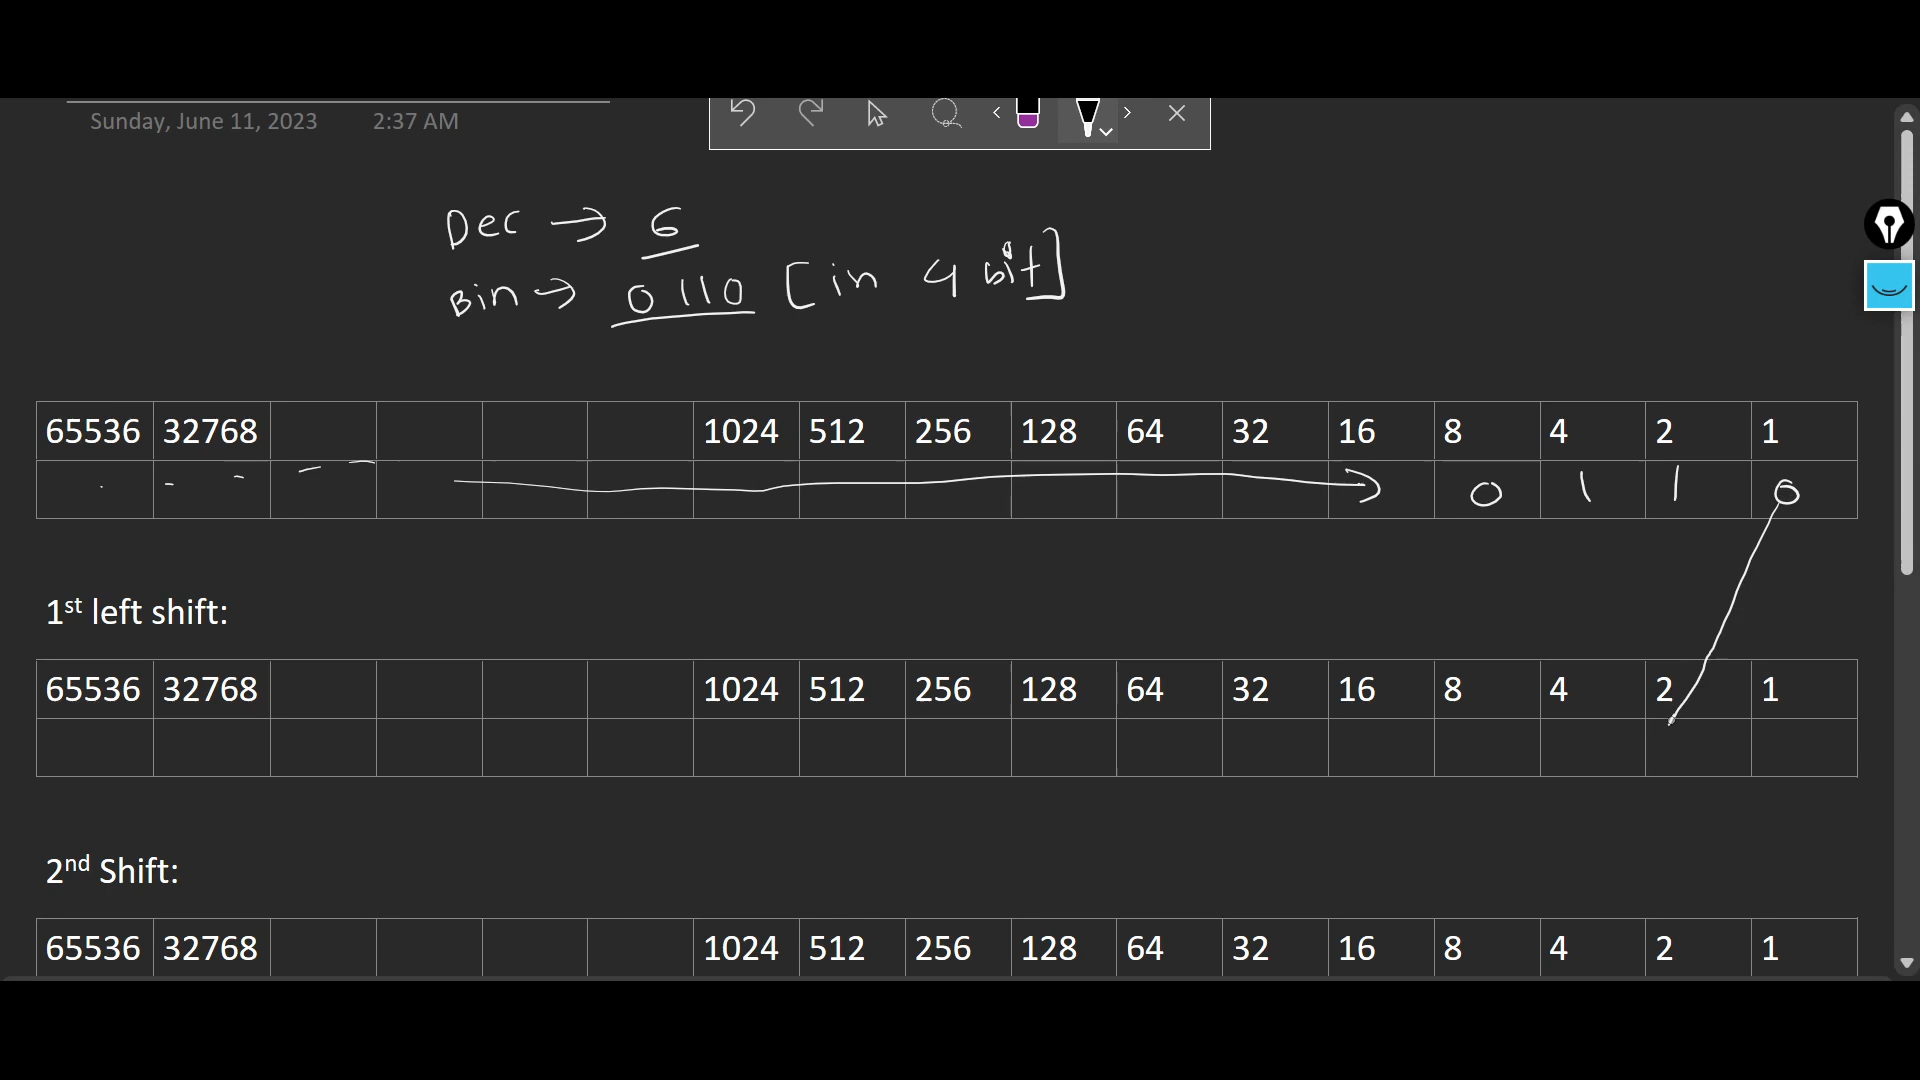 Sunday, June 11, 2023 2:37 AM
Dec → 6
Bin → 0110 [in 4 bit]
65536 32768 1024 512 256 128 64 32 16 8 4 2 1
0 1 1 0
1st left shift:
65536 32768 1024 512 256 128 64 32 16 8 4 2 1
2nd Shift:
65536 32768 1024 512 256 128 64 32 16 8 4 2 1